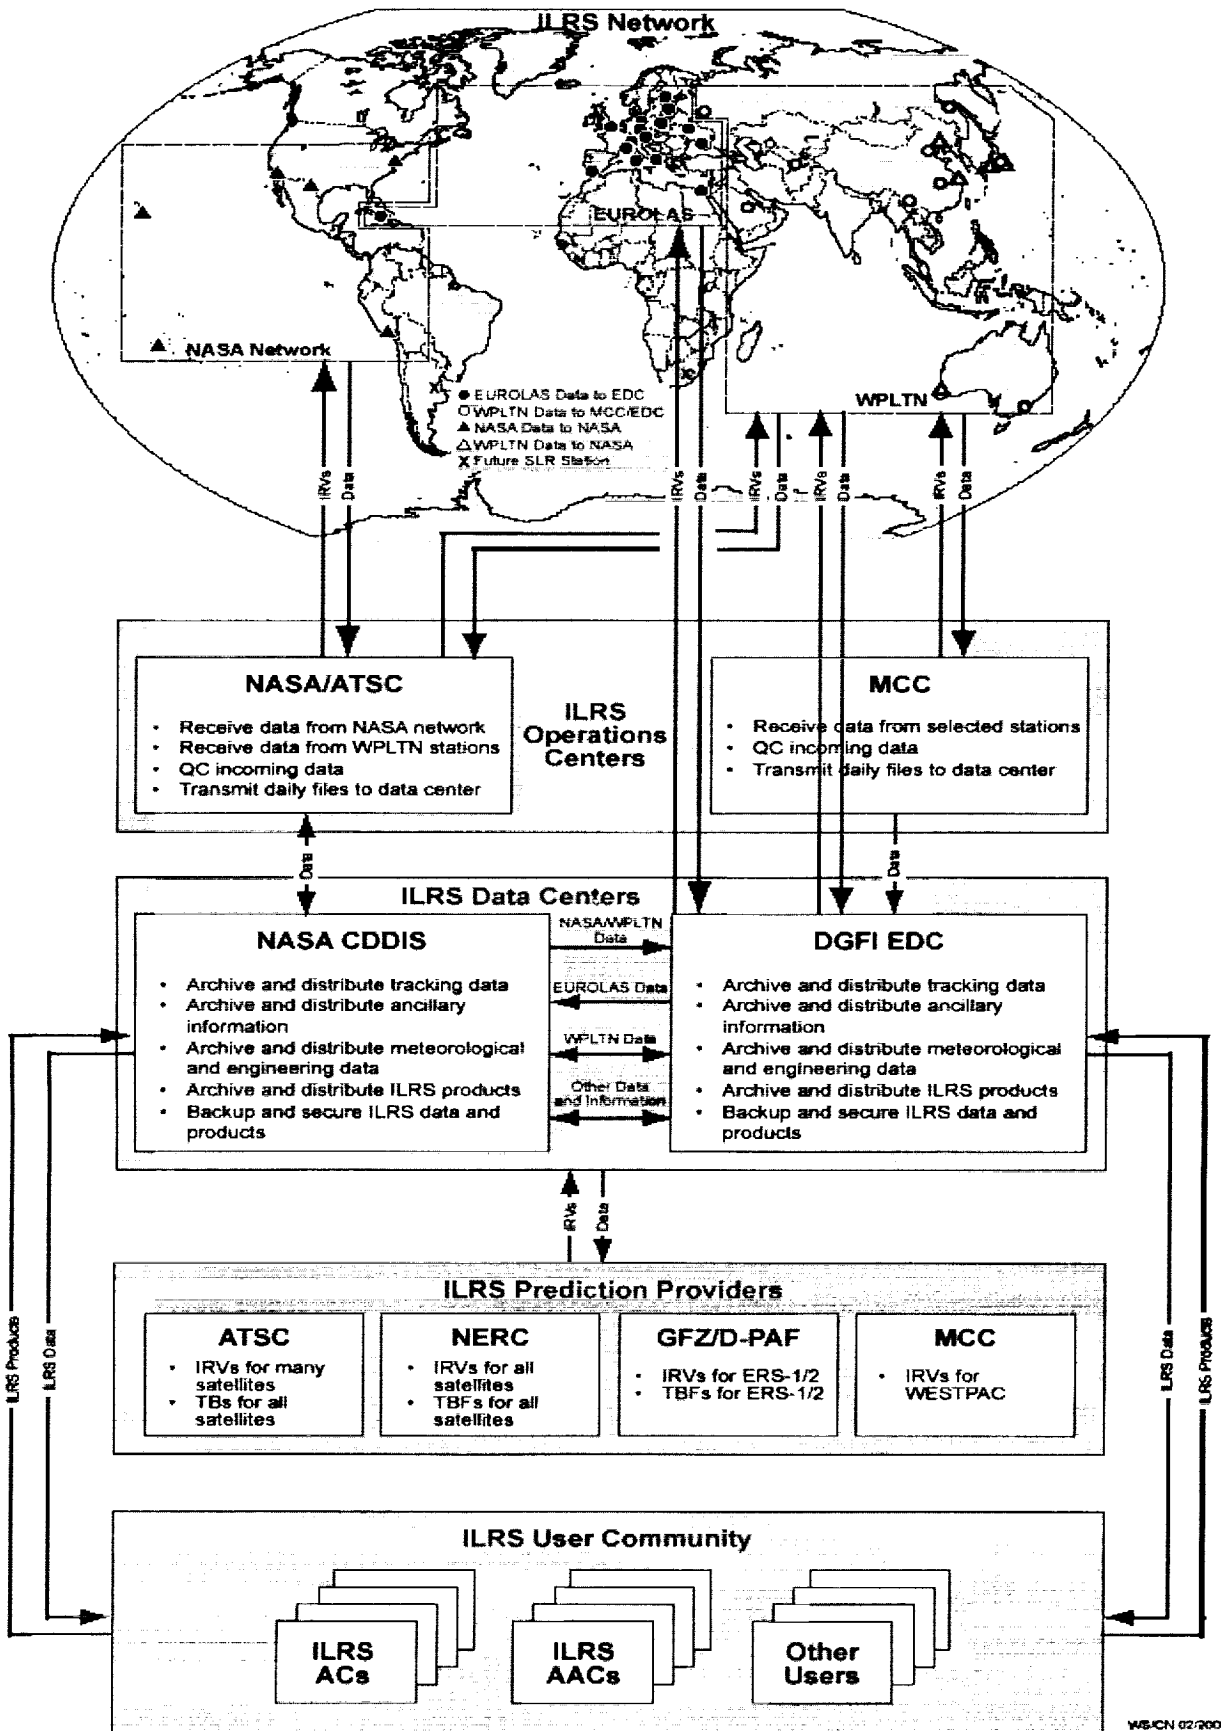 ILRS Network
EUROLAS
NASA Network
WPLTN
● EUROLAS Data to EDC
○ WPLTN Data to MCC/EDC
▲ NASA Data to NASA
△ WPLTN Data to NASA
X Future SLR Station
IRVs
Data
IRVs
Data
IRVs
Data
IRVs
Data
IRVs
Data
NASA/ATSC
• Receive data from NASA network
• Receive data from WPLTN stations
• QC incoming data
• Transmit daily files to data center
ILRS
Operations
Centers
MCC
• Receive data from selected stations
• QC incoming data
• Transmit daily files to data center
Data
Data
ILRS Data Centers
NASA CDDIS
• Archive and distribute tracking data
• Archive and distribute ancillary
information
• Archive and distribute meteorological
and engineering data
• Archive and distribute ILRS products
• Backup and secure ILRS data and
products
NASA/WPLTN
Data
EUROLAS Data
WPLTN Data
Other Data
and Information
DGFI EDC
• Archive and distribute tracking data
• Archive and distribute ancillary
information
• Archive and distribute meteorological
and engineering data
• Archive and distribute ILRS products
• Backup and secure ILRS data and
products
IRVs
Data
ILRS Prediction Providers
ATSC
• IRVs for many
satellites
• TBs for all
satellites
NERC
• IRVs for all
satellites
• TBFs for all
satellites
GFZ/D-PAF
• IRVs for ERS-1/2
• TBFs for ERS-1/2
MCC
• IRVs for
WESTPAC
ILRS Products
ILRS Data
ILRS Data
ILRS Products
ILRS User Community
ILRS
ACs
ILRS
AACs
Other
Users